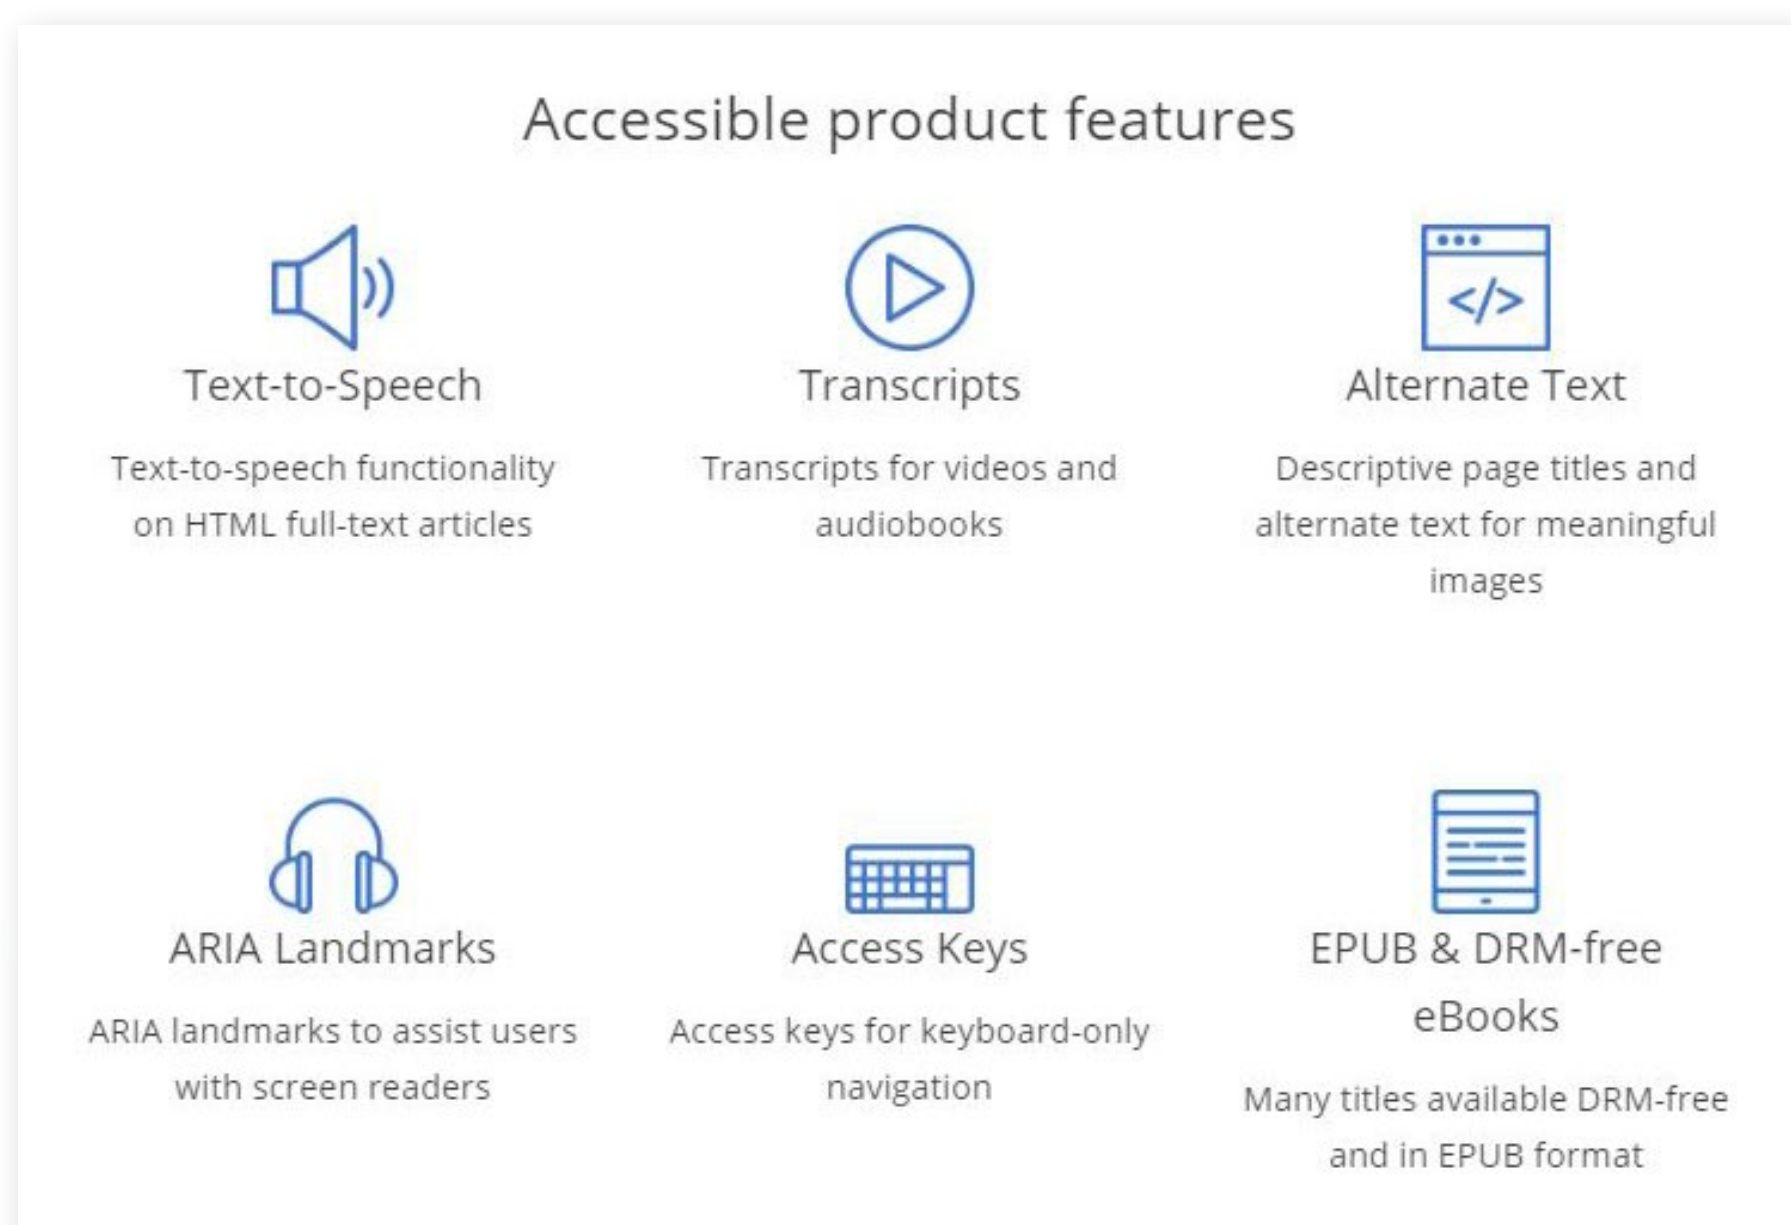 Accessible product features
Text-to-Speech
Text-to-speech functionality
on HTML full-text articles
Transcripts
Transcripts for videos and
audiobooks
</>
Alternate Text
Descriptive page titles and
alternate text for meaningful
images
ARIA Landmarks
ARIA landmarks to assist users
with screen readers
Access Keys
Access keys for keyboard-only
navigation
EPUB & DRM-free
eBooks
Many titles available DRM-free
and in EPUB format